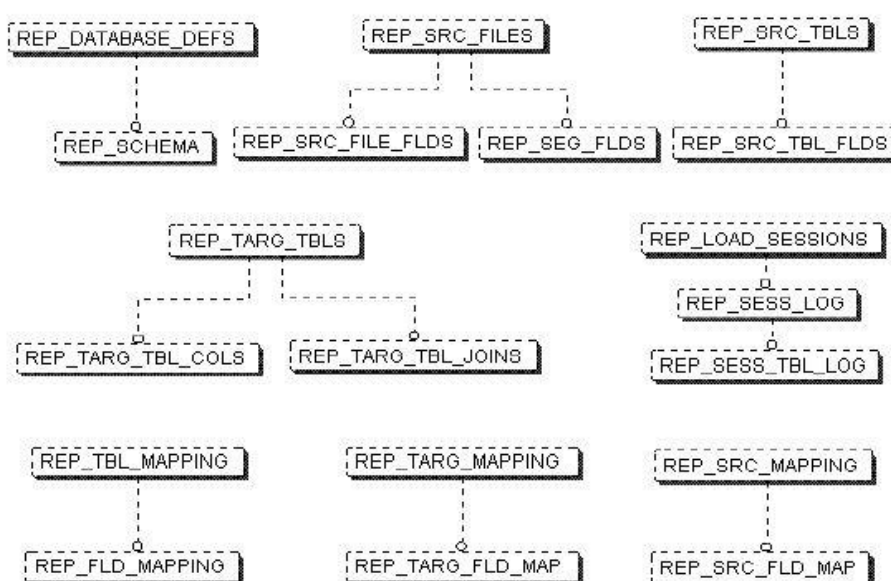 REP_DATABASE_DEFS
REP_SRC_FILES
REP_SRC_TBLS
REP_SCHEMA
REP_SRC_FILE_FLDS
REP_SEG_FLDS
REP_SRC_TBL_FLDS
REP_TARG_TBLS
REP_LOAD_SESSIONS
REP_SESS_LOG
REP_TARG_TBL_COLS
REP_TARG_TBL_JOINS
REP_SESS_TBL_LOG
REP_TBL_MAPPING
REP_TARG_MAPPING
REP_SRC_MAPPING
REP_FLD_MAPPING
REP_TARG_FLD_MAP
REP_SRC_FLD_MAP